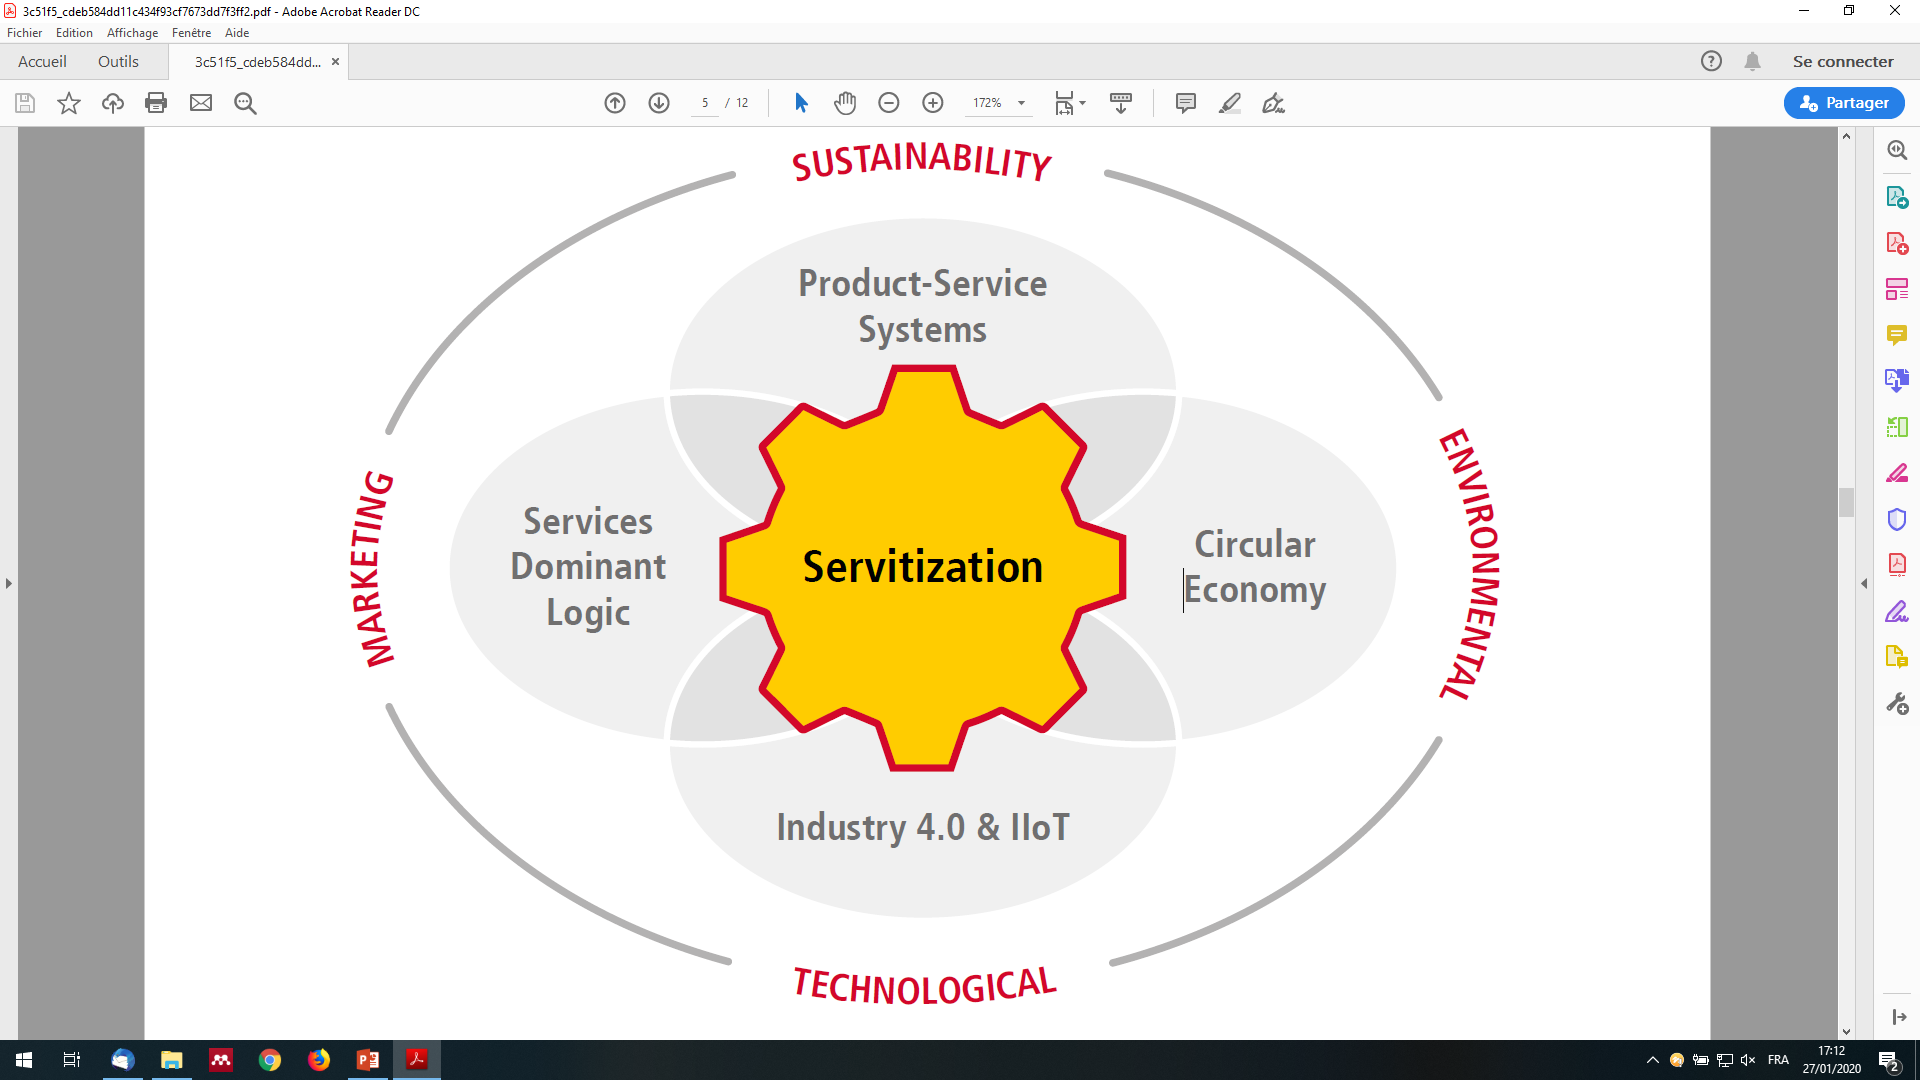 3c51f5_cdeb584dd11c434f93cf7673dd7f3ff2.pdf - Adobe Acrobat Reader DC
Fichier Edition Affichage Fenêtre Aide
Accueil Outils 3c51f5_cdeb584dd... × Se connecter
5 / 12 172% Partager
SUSTAINABILITY
Product-Service
Systems
MARKETING
Services
Dominant
Logic
Servitization
Circular
Economy
ENVIRONMENTAL
Industry 4.0 & IIoT
TECHNOLOGICAL
FRA
17:12
27/01/2020
2